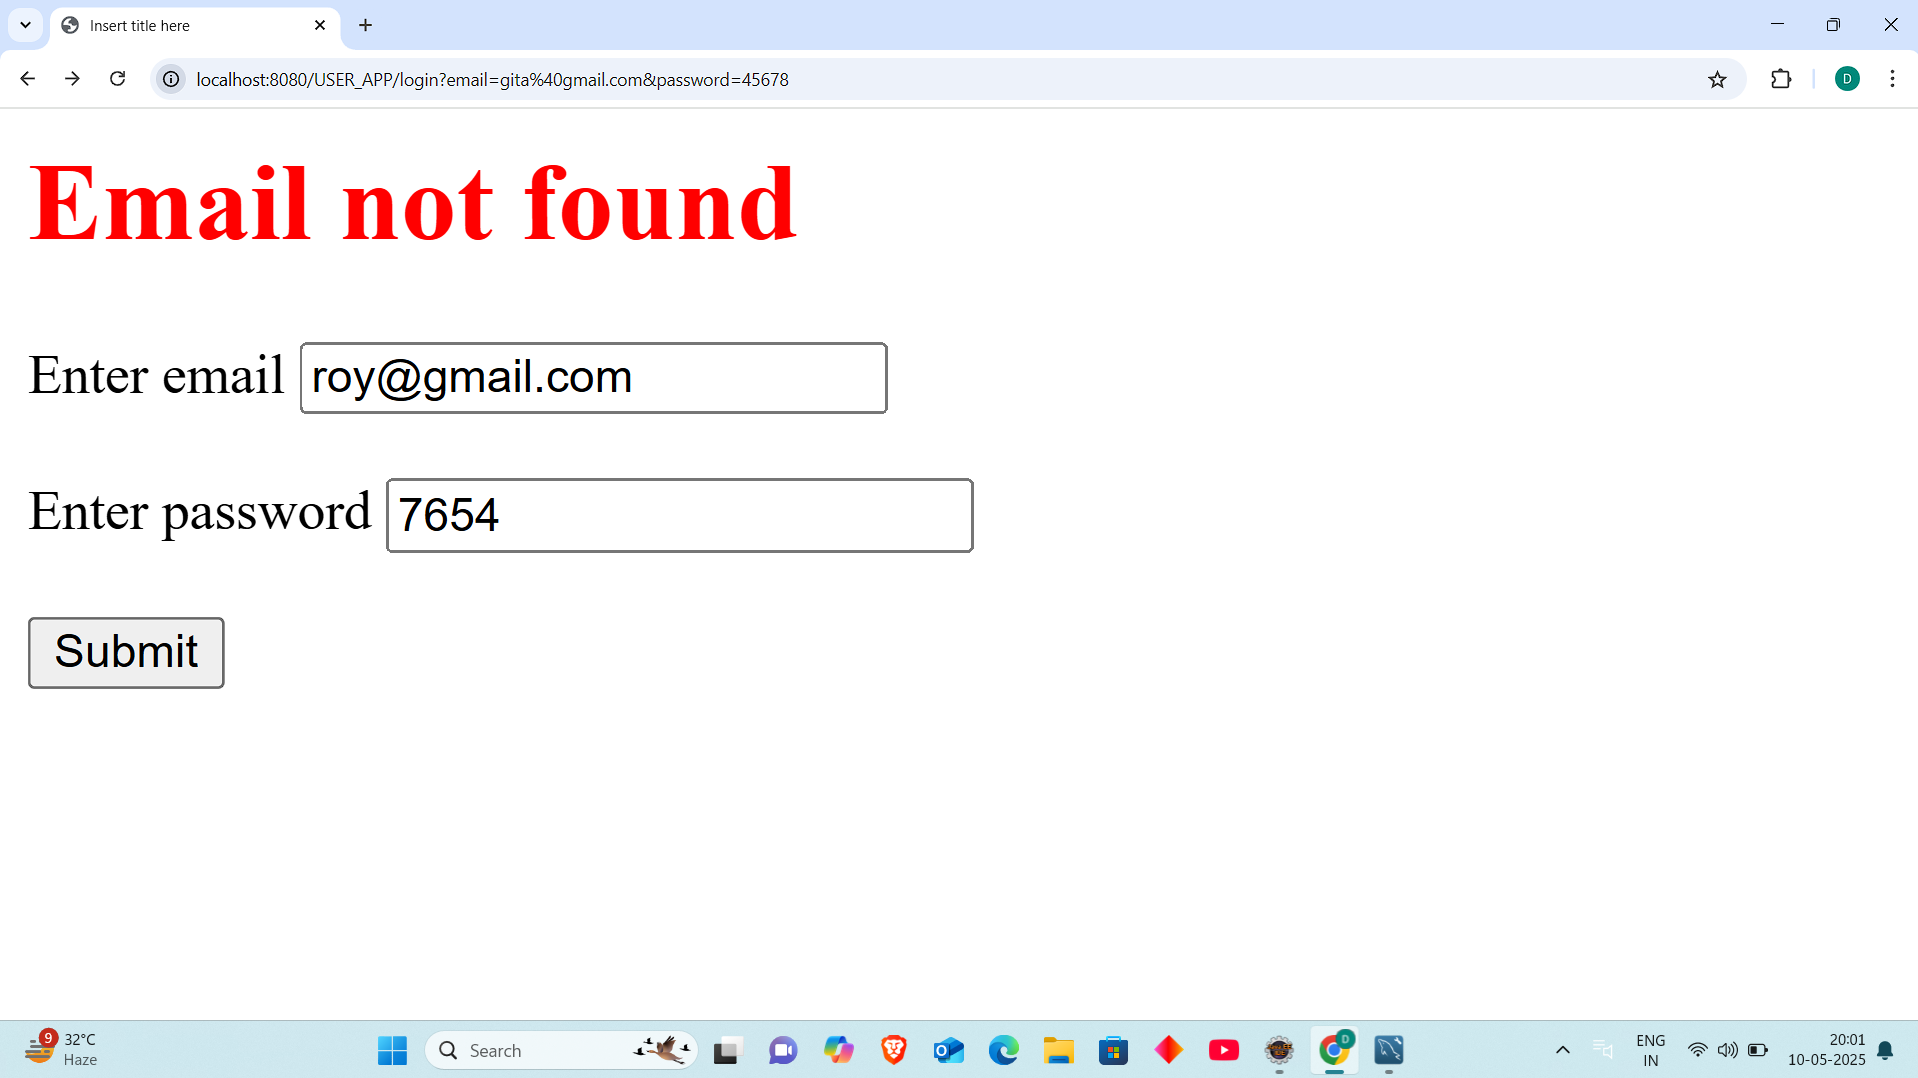 Insert title here
localhost:8080/USER_APP/login?email=gita%40gmail.com&password=45678
D
Email not found
Enter email roy@gmail.com
Enter password 7654
Submit
9
32°C
Haze
Search
D
ENG
IN
20:01
10-05-2025